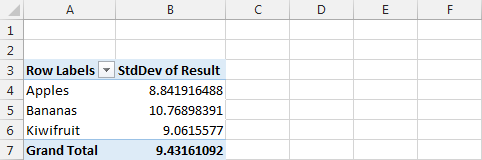 A B C D E F
1
2
3 Row Labels StdDev of Result
4 Apples 8.841916488
5 Bananas 10.76898391
6 Kiwifruit 9.0615577
7 Grand Total 9.43161092